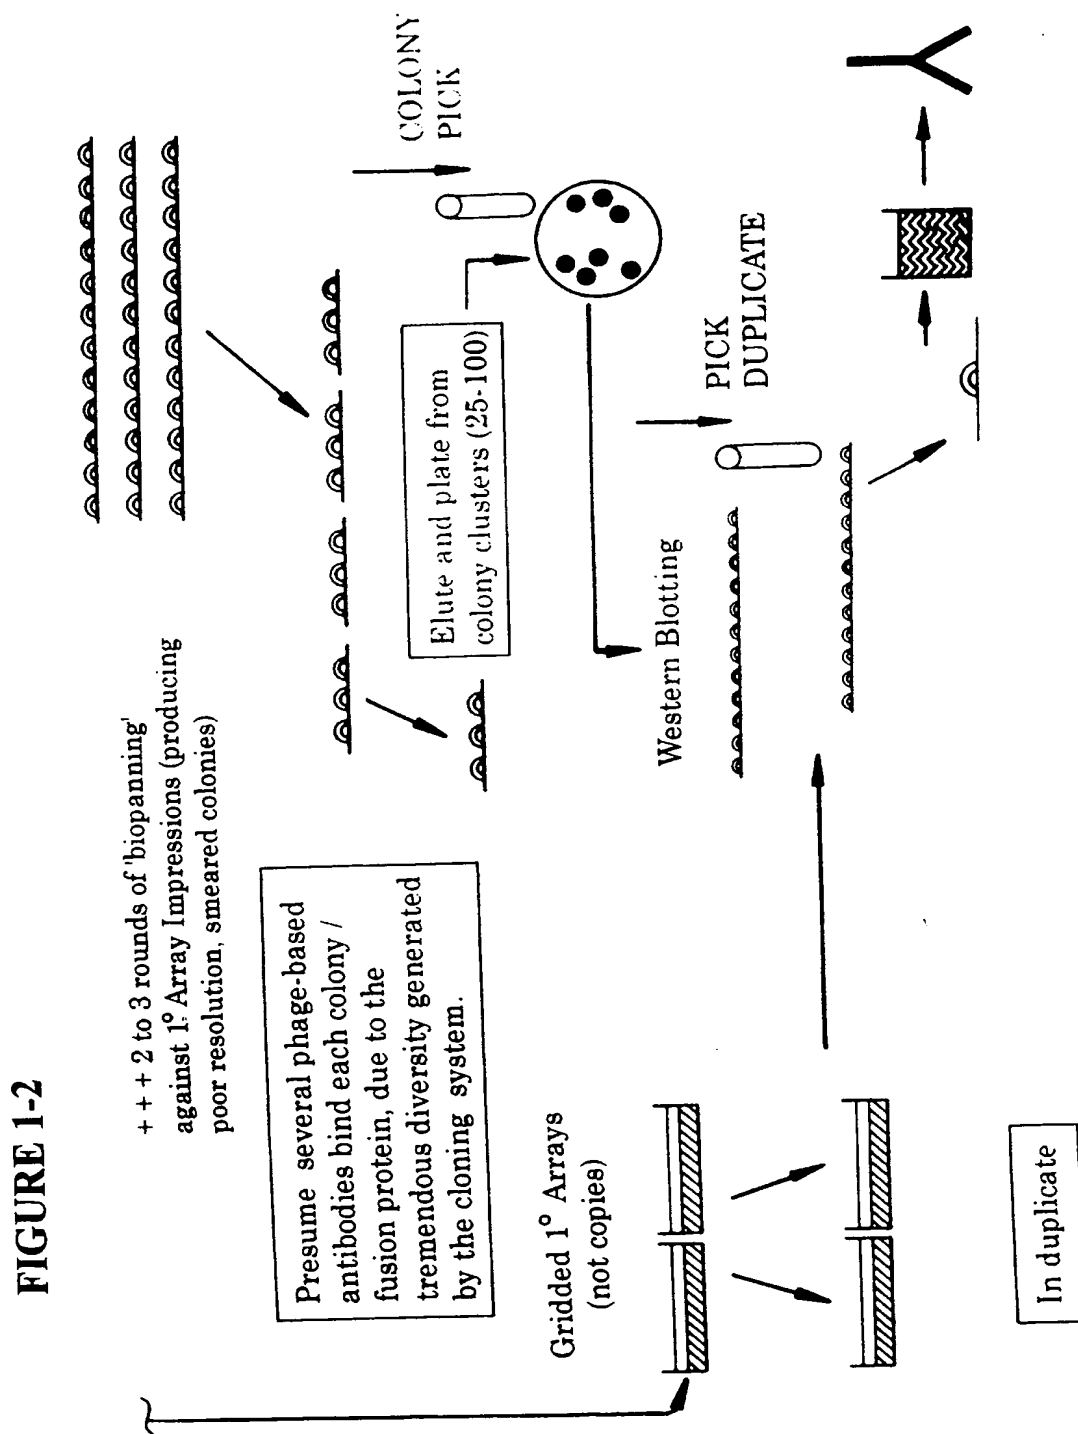 FIGURE 1-2
+ + + 2 to 3 rounds of 'biopanning'
against 1° Array Impressions (producing
poor resolution, smeared colonies)
Presume several phage-based
antibodies bind each colony /
fusion protein, due to the
tremendous diversity generated
by the cloning system.
Elute and plate from
colony clusters (25-100)
COLONY
PICK
Gridded 1° Arrays
(not copies)
Western Blotting
PICK
DUPLICATE
In duplicate